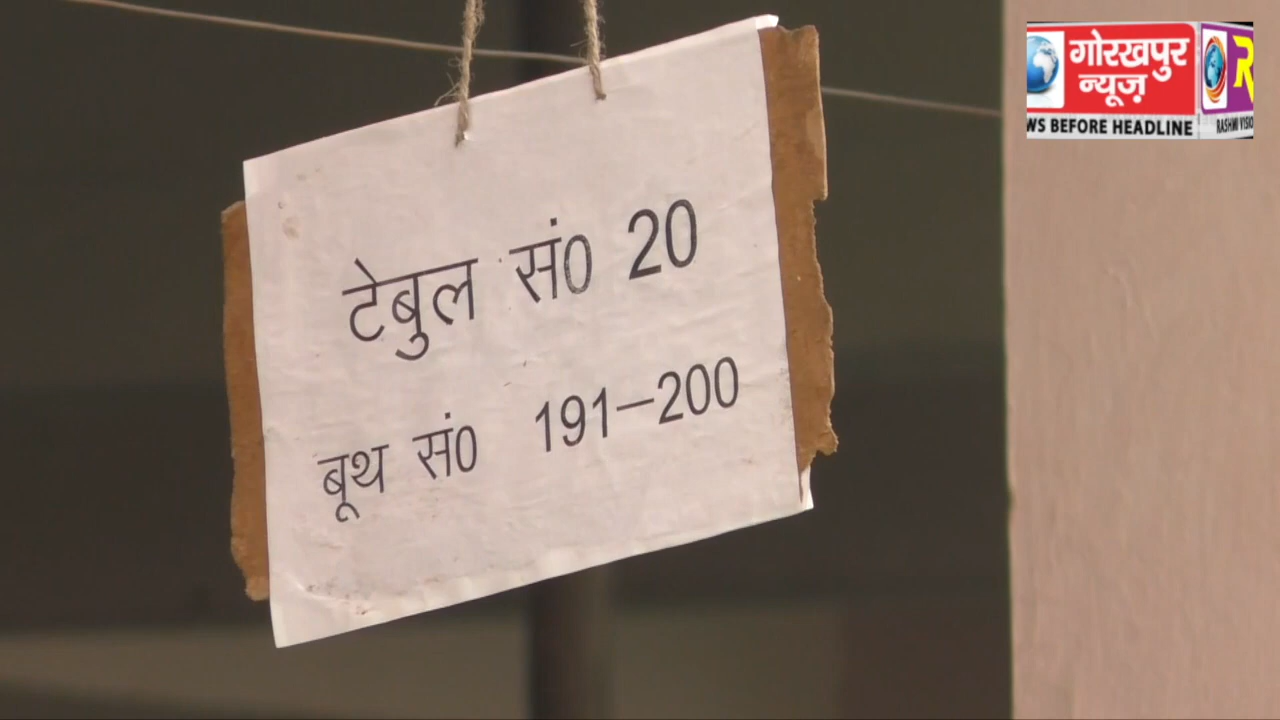 टेबुल सं0 20
बूथ सं0 191–200
गोरखपुर
न्यूज़
WS BEFORE HEADLINE
RASHMI VISIO